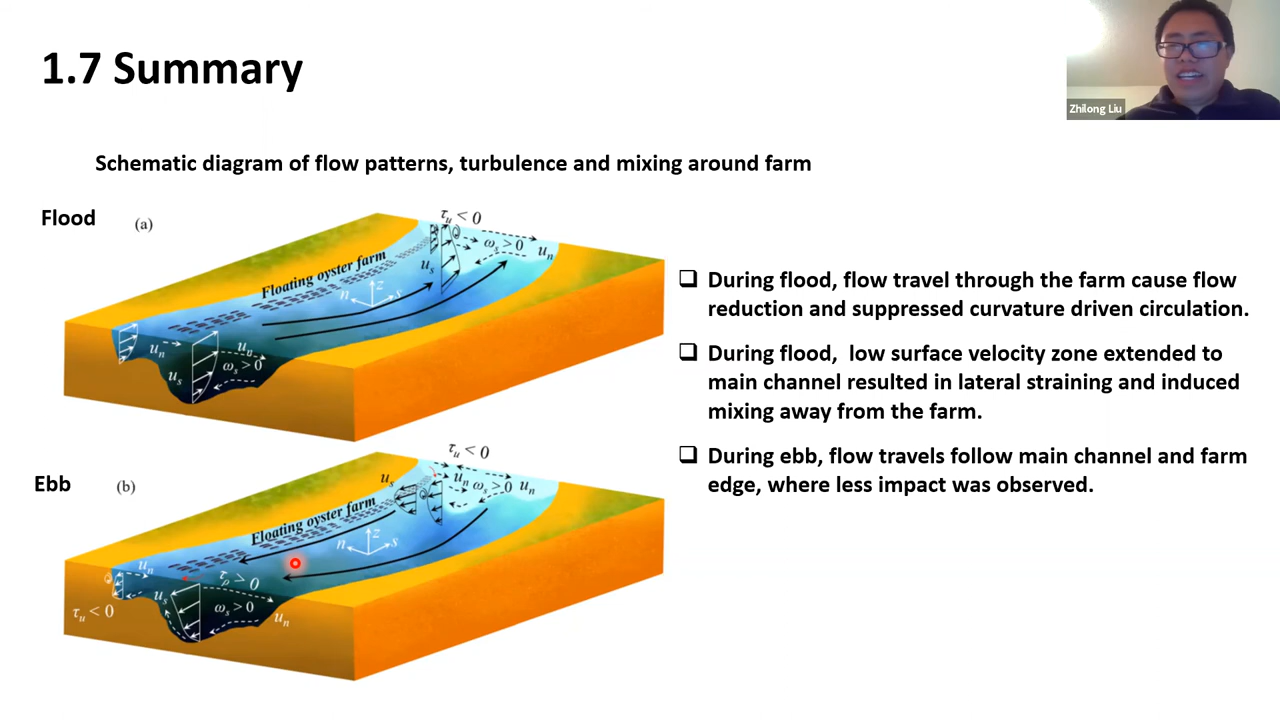 1.7 Summary
Zhilong Liu
Schematic diagram of flow patterns, turbulence and mixing around farm
Flood
(a)
τᵤ < 0
Floating oyster farm
ωₛ > 0
uₙ
uₛ
n
z
s
uₙ
uₙ
ωₛ > 0
uₛ
During flood, flow travel through the farm cause flow
reduction and suppressed curvature driven circulation.
During flood, low surface velocity zone extended to
main channel resulted in lateral straining and induced
mixing away from the farm.
During ebb, flow travels follow main channel and farm
edge, where less impact was observed.
Ebb
(b)
τᵤ < 0
uₛ
uₙ
ωₛ > 0
uₙ
Floating oyster farm
n
z
s
uₙ
τᵨ > 0
uₛ
ωₛ > 0
uₙ
τᵤ < 0